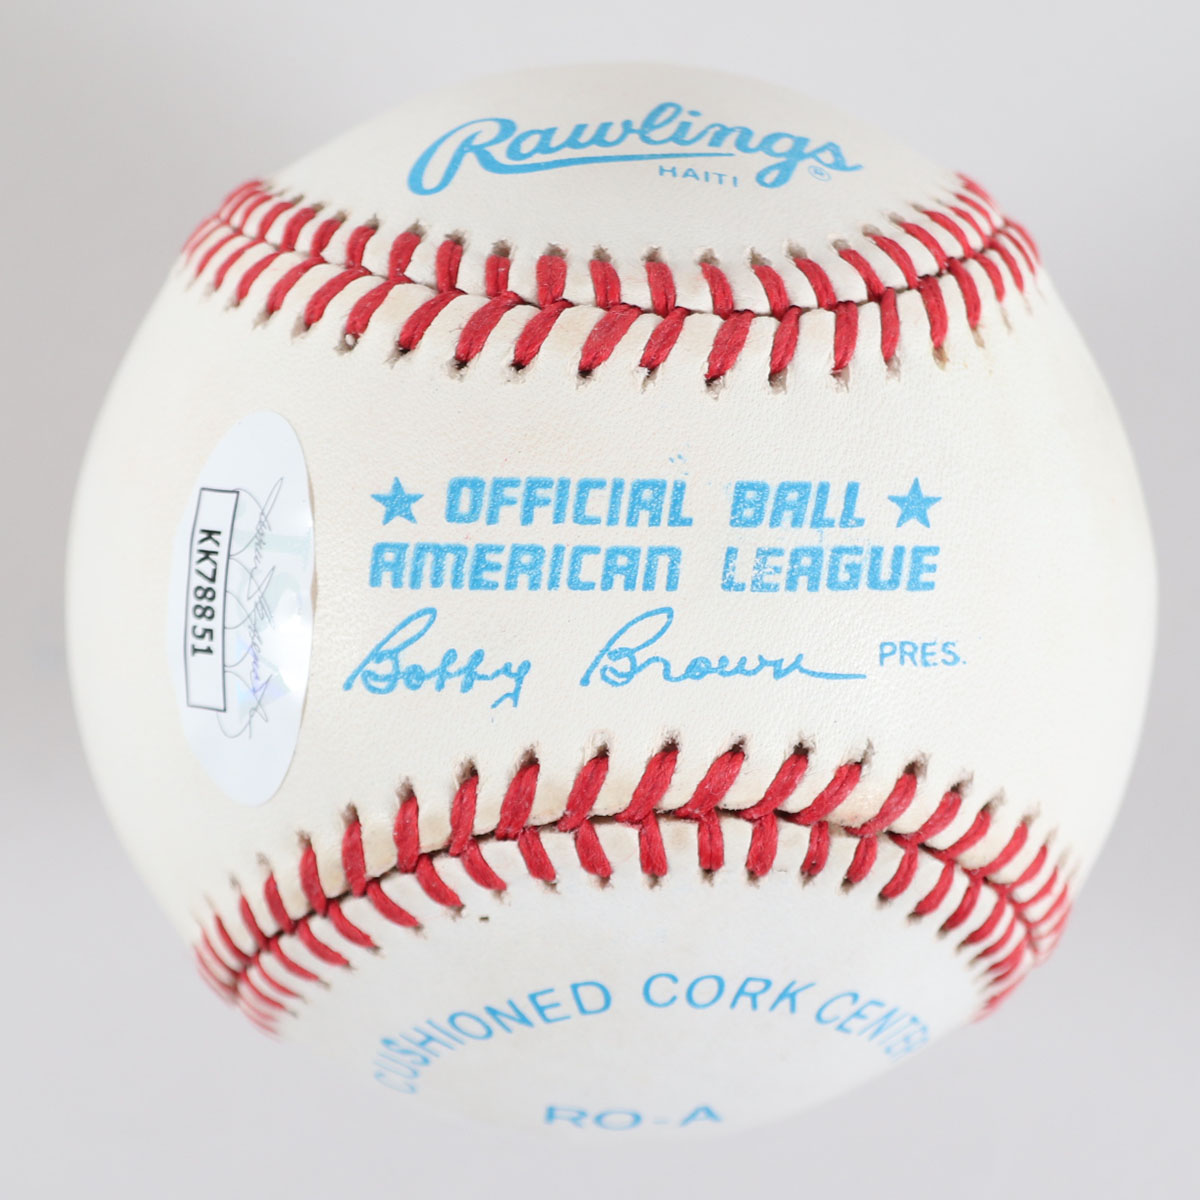 Rawlings®
HAITI
★ OFFICIAL BALL ★
AMERICAN LEAGUE
Bobby Brown PRES.
KK78851
CUSHIONED CORK CENTER
RO-A